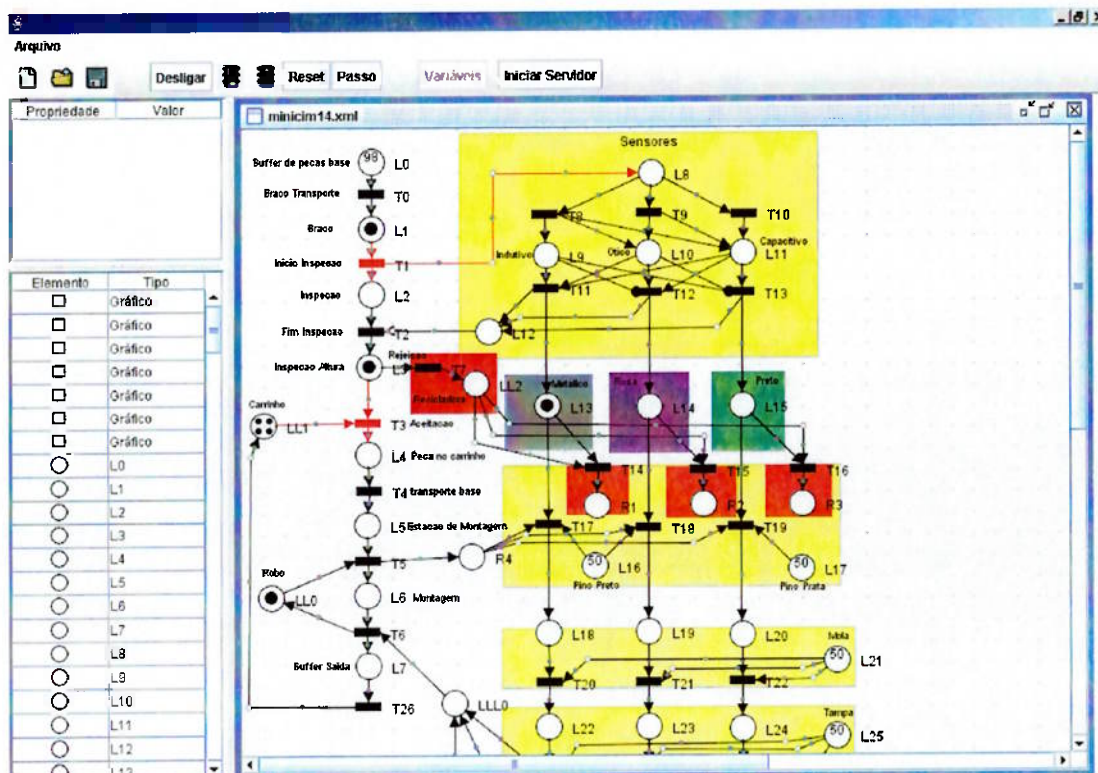 Arquivo
Desligar Reset Passo Variáveis Iniciar Servidor
Propriedade Valor
Elemento Tipo
Gráfico
Gráfico
Gráfico
Gráfico
Gráfico
Gráfico
Gráfico
L0
L1
L2
L3
L4
L5
L6
L7
L8
L9
L10
L11
L12
minicim14.xml
Sensores
Buffer de pecas base 98 L0
Braco Transporte T0
Braco L1
Inicio Inspecao T1
Inspecao L2
Fim Inspecao T2
Inspecao Altura L3
Rejeicao T7
Recicladora LL2
Carrinho LL1
T3 Aceitacao
L4 Peca no carrinho
T4 transporte base
L5 Estacao de Montagem
T5 R4
Robo LL0
L6 Montagem
T6
Buffer Saida L7
T26
LLL0
L8
T8 T9 T10
Indutivo L9 Otico L10 Capacitivo L11
T11 T12 T13
L12
Metalico L13
Rosa L14
Preto L15
T14 T15 T16
R1 R2 R3
T17 T18 T19
50 L16 50 L17
Pino Preto Pino Prata
L18 L19 L20
Mola 50 L21
T20 T21 T22
L22 L23 L24
Tampa 50 L25